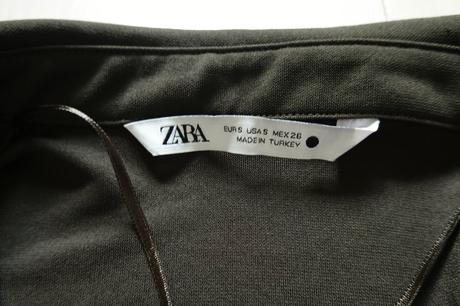 ZARA
EUR S USA S MEX 26
MADE IN TURKEY